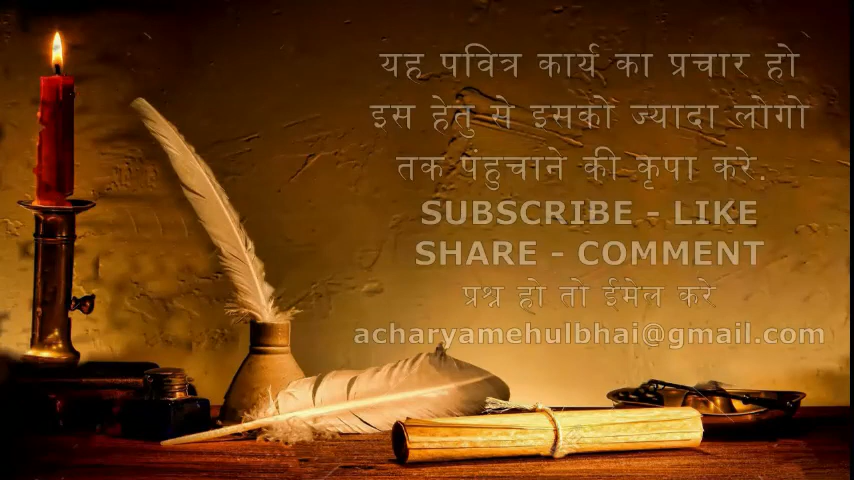 यह पवित्र कार्य का प्रचार हो
इस हेतु से इसको ज्यादा लोगो
तक पंहुचाने की कृपा करे.
SUBSCRIBE - LIKE
SHARE - COMMENT
प्रश्न हो तो ईमेल करे
acharyamehulbhai@gmail.com